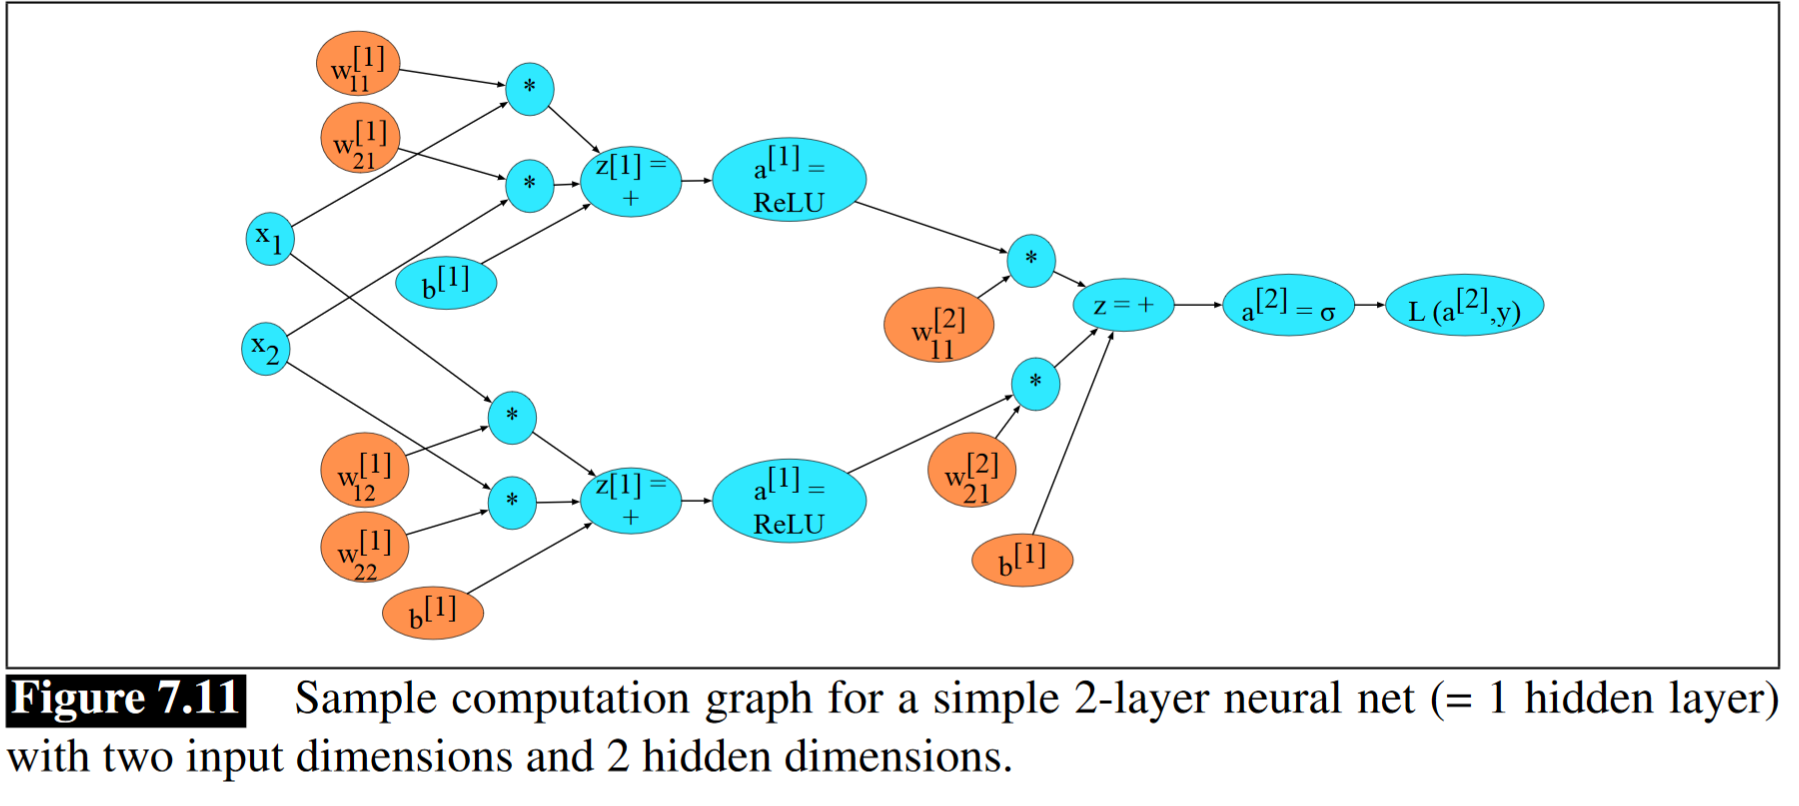 w[1]
11
*
w[1]
21
z[1] =
+
a[1] =
ReLU
*
x1
b[1]
*
w[2]
11
z = +
a[2] = σ
L (a[2],y)
x2
*
*
w[1]
12
z[1] =
+
a[1] =
ReLU
w[2]
21
*
w[1]
22
b[1]
b[1]
Figure 7.11 Sample computation graph for a simple 2-layer neural net (= 1 hidden layer)
with two input dimensions and 2 hidden dimensions.